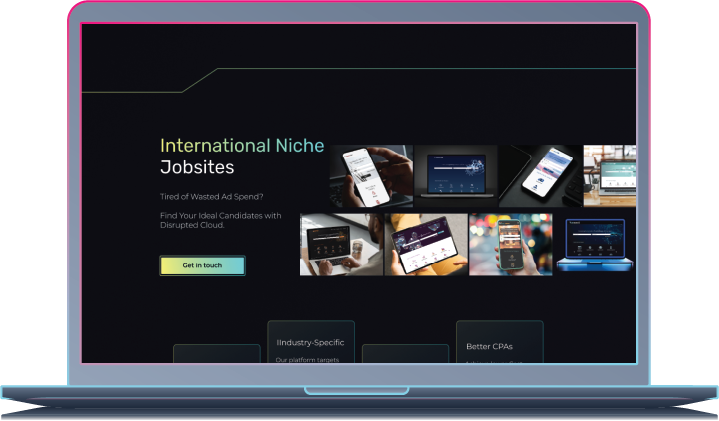 International Niche
Jobsites
Tired of Wasted Ad Spend?
Find Your Ideal Candidates with
Disrupted Cloud.
Get in touch
IIndustry-Specific
Our platform targets
Better CPAs